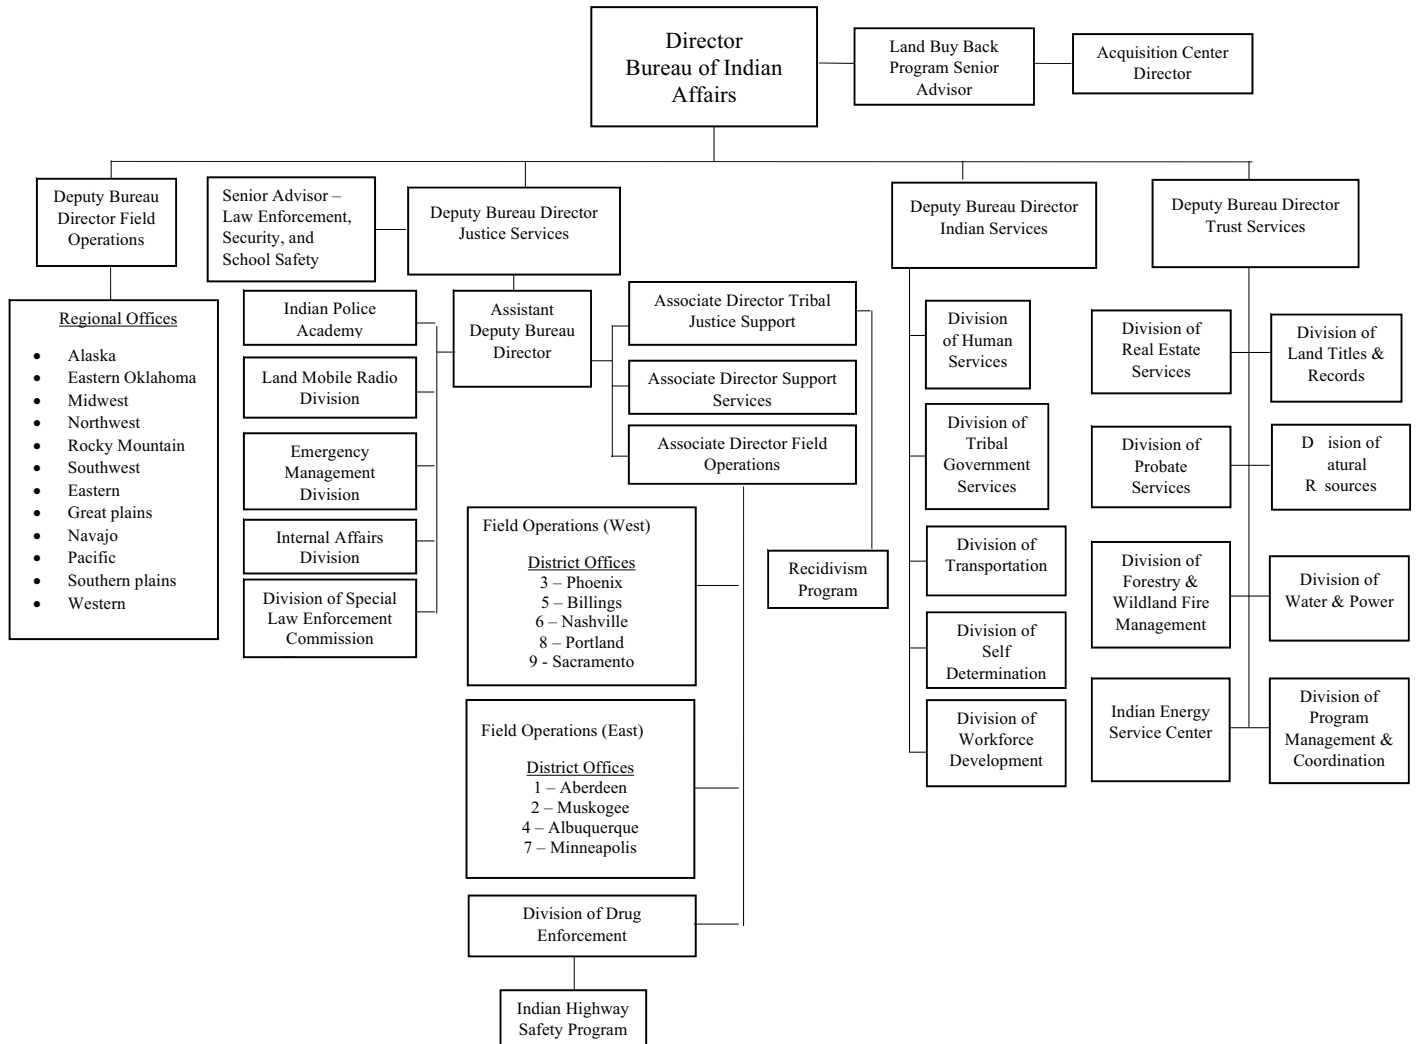 Director
Bureau of Indian
Affairs
Land Buy Back
Program Senior
Advisor
Acquisition Center
Director
Deputy Bureau
Director Field
Operations
Senior Advisor –
Law Enforcement,
Security, and
School Safety
Deputy Bureau Director
Justice Services
Deputy Bureau Director
Indian Services
Deputy Bureau Director
Trust Services
Regional Offices
• Alaska
• Eastern Oklahoma
• Midwest
• Northwest
• Rocky Mountain
• Southwest
• Eastern
• Great plains
• Navajo
• Pacific
• Southern plains
• Western
Indian Police
Academy
Land Mobile Radio
Division
Emergency
Management
Division
Internal Affairs
Division
Division of Special
Law Enforcement
Commission
Assistant
Deputy Bureau
Director
Associate Director Tribal
Justice Support
Associate Director Support
Services
Associate Director Field
Operations
Field Operations (West)
District Offices
3 – Phoenix
5 – Billings
6 – Nashville
8 – Portland
9 - Sacramento
Field Operations (East)
District Offices
1 – Aberdeen
2 – Muskogee
4 – Albuquerque
7 – Minneapolis
Division of Drug
Enforcement
Indian Highway
Safety Program
Recidivism
Program
Division
of Human
Services
Division of
Tribal
Government
Services
Division of
Transportation
Division of
Self
Determination
Division of
Workforce
Development
Division of
Real Estate
Services
Division of
Land Titles &
Records
Division of
Probate
Services
D ision of
atural
R sources
Division of
Forestry &
Wildland Fire
Management
Division of
Water & Power
Indian Energy
Service Center
Division of
Program
Management &
Coordination